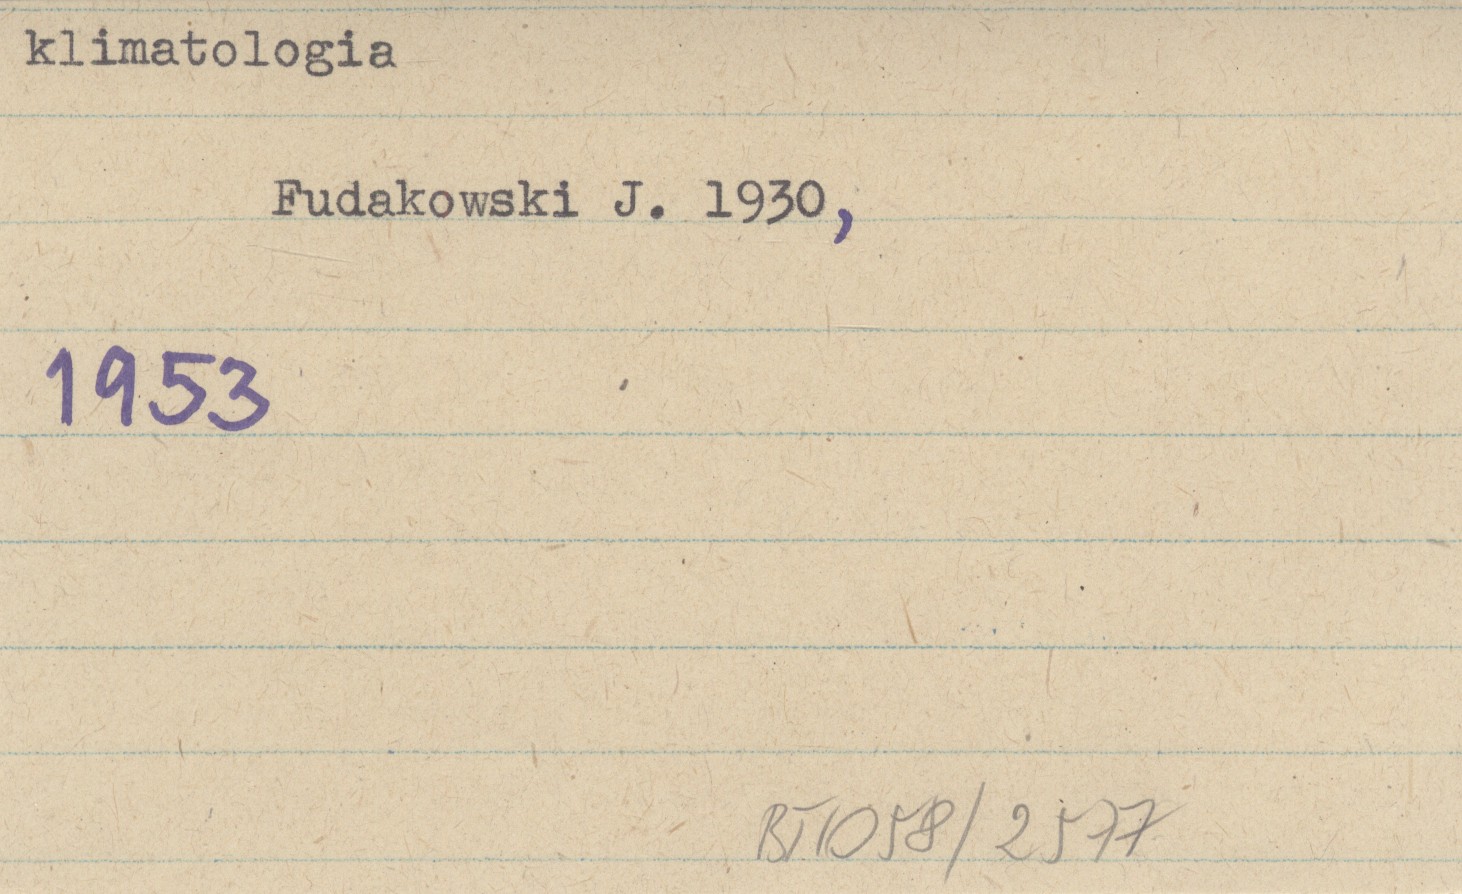 klimatologia
Fudakowski J. 1930,
1953
BT1058/2577